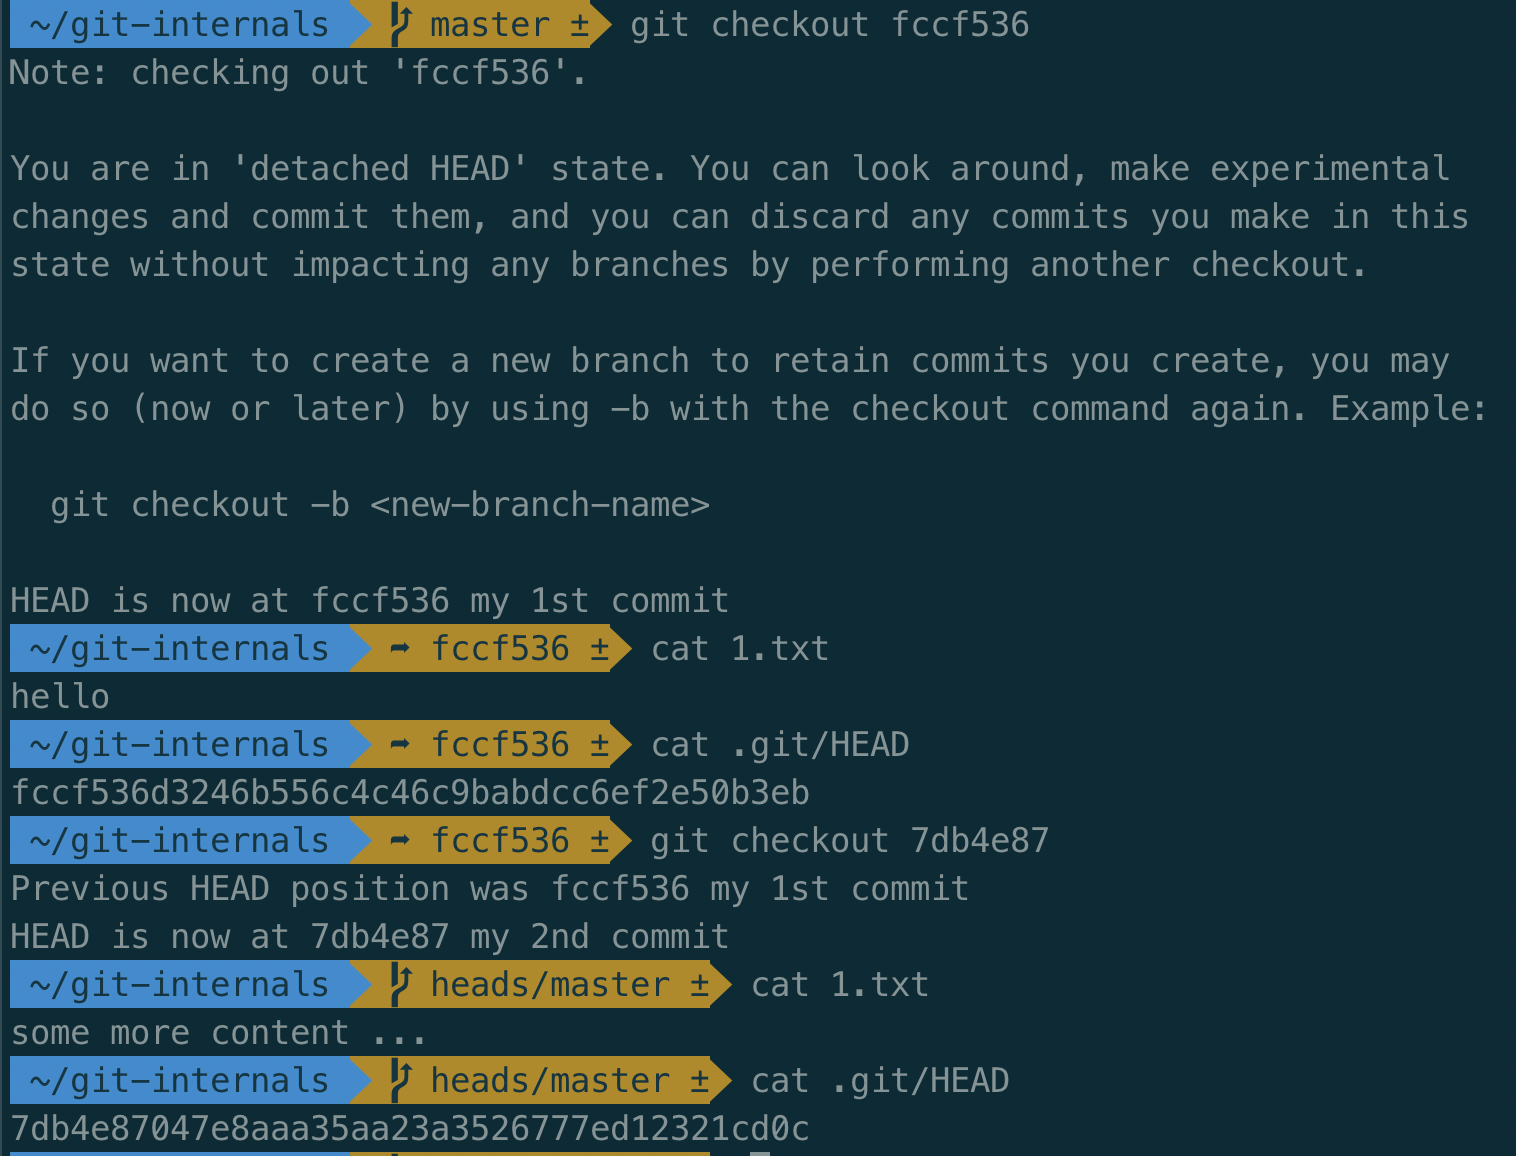 ~/git-internals master ± git checkout fccf536
Note: checking out 'fccf536'.
You are in 'detached HEAD' state. You can look around, make experimental
changes and commit them, and you can discard any commits you make in this
state without impacting any branches by performing another checkout.
If you want to create a new branch to retain commits you create, you may
do so (now or later) by using -b with the checkout command again. Example:
git checkout -b <new-branch-name>
HEAD is now at fccf536 my 1st commit
~/git-internals ➦ fccf536 ± cat 1.txt
hello
~/git-internals ➦ fccf536 ± cat .git/HEAD
fccf536d3246b556c4c46c9babdcc6ef2e50b3eb
~/git-internals ➦ fccf536 ± git checkout 7db4e87
Previous HEAD position was fccf536 my 1st commit
HEAD is now at 7db4e87 my 2nd commit
~/git-internals heads/master ± cat 1.txt
some more content ...
~/git-internals heads/master ± cat .git/HEAD
7db4e87047e8aaa35aa23a3526777ed12321cd0c